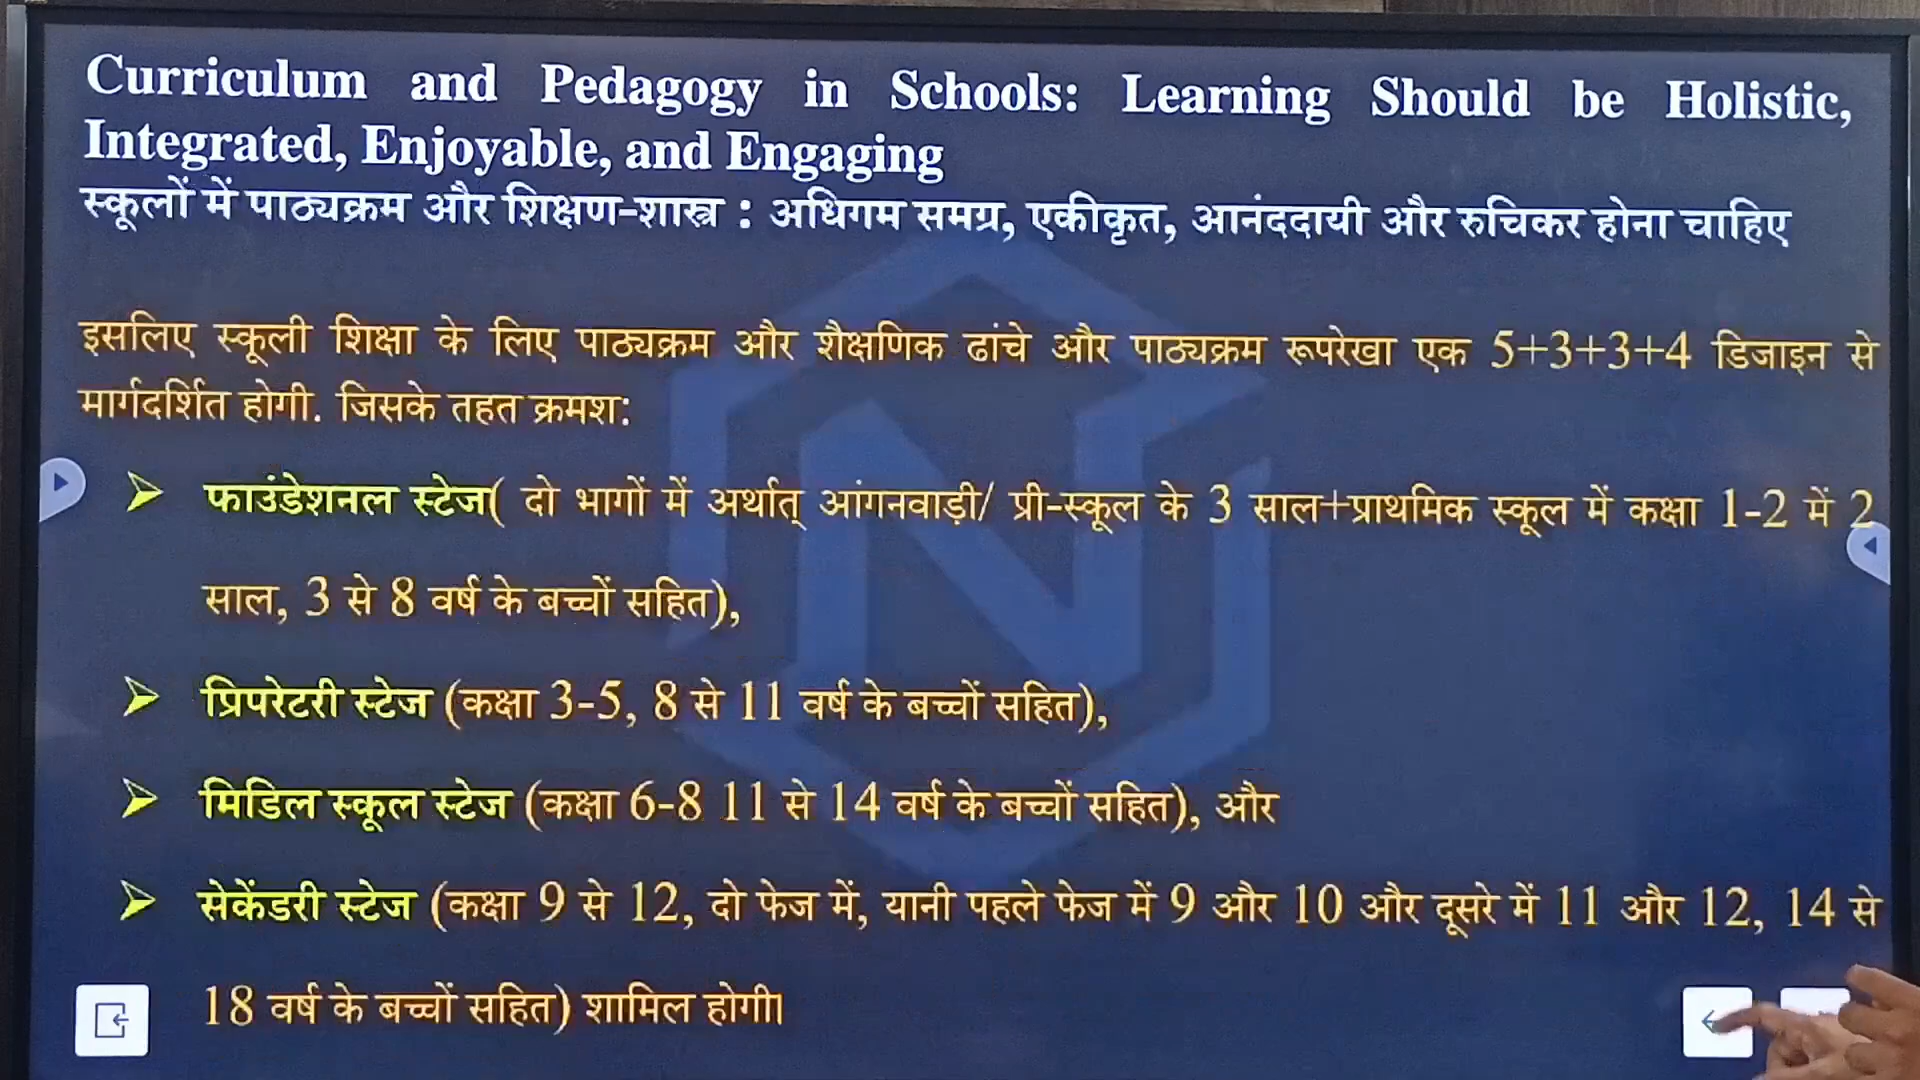 Curriculum and Pedagogy in Schools: Learning Should be Holistic,
Integrated, Enjoyable, and Engaging
स्कूलों में पाठ्यक्रम और शिक्षण-शास्त्र : अधिगम समग्र, एकीकृत, आनंददायी और रुचिकर होना चाहिए
इसलिए स्कूली शिक्षा के लिए पाठ्यक्रम और शैक्षणिक ढांचे और पाठ्यक्रम रूपरेखा एक 5+3+3+4 डिजाइन से
मार्गदर्शित होगी. जिसके तहत क्रमश:
➢ फाउंडेशनल स्टेज( दो भागों में अर्थात् आंगनवाड़ी/ प्री-स्कूल के 3 साल+प्राथमिक स्कूल में कक्षा 1-2 में 2
साल, 3 से 8 वर्ष के बच्चों सहित),
➢ प्रिपरेटरी स्टेज (कक्षा 3-5, 8 से 11 वर्ष के बच्चों सहित),
➢ मिडिल स्कूल स्टेज (कक्षा 6-8 11 से 14 वर्ष के बच्चों सहित), और
➢ सेकेंडरी स्टेज (कक्षा 9 से 12, दो फेज में, यानी पहले फेज में 9 और 10 और दूसरे में 11 और 12, 14 से
18 वर्ष के बच्चों सहित) शामिल होगी।